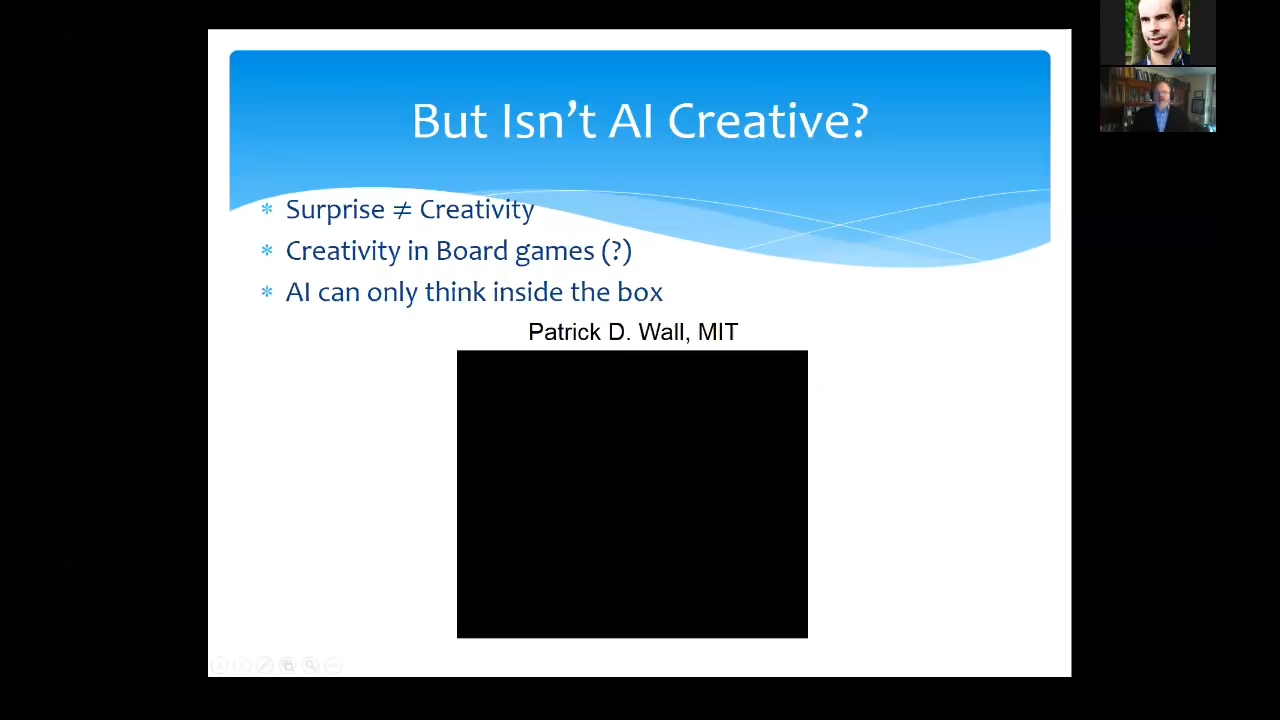 But Isn’t AI Creative?
* Surprise ≠ Creativity
* Creativity in Board games (?)
* AI can only think inside the box
Patrick D. Wall, MIT